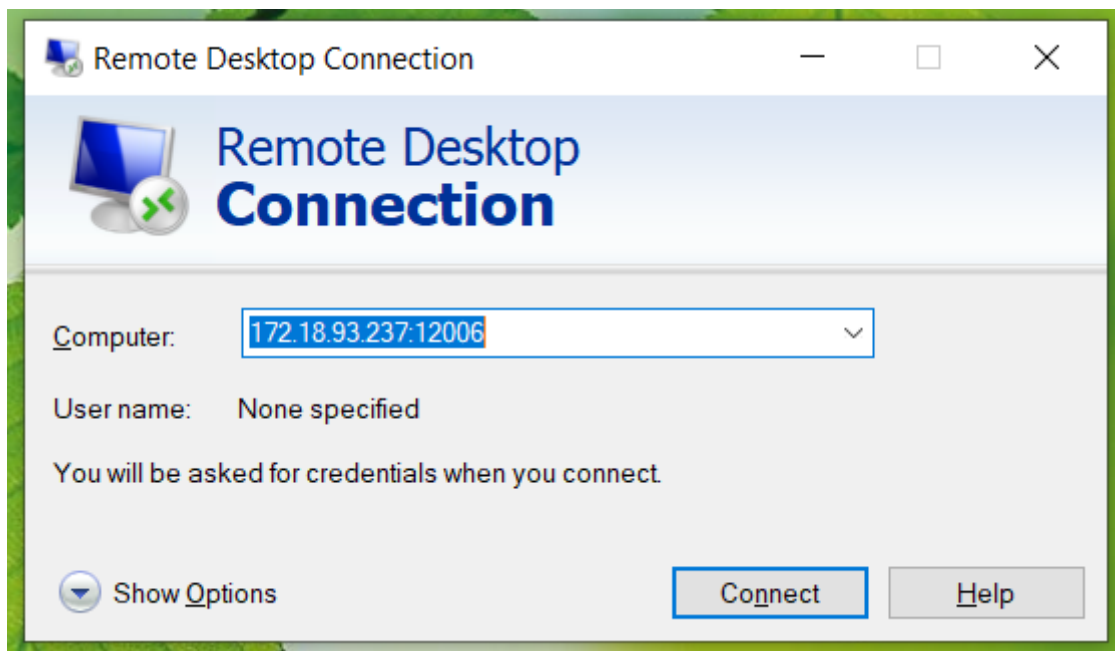 Remote Desktop Connection
Remote Desktop
Connection
Computer: 172.18.93.237:12006
User name: None specified
You will be asked for credentials when you connect.
Show Options Connect Help